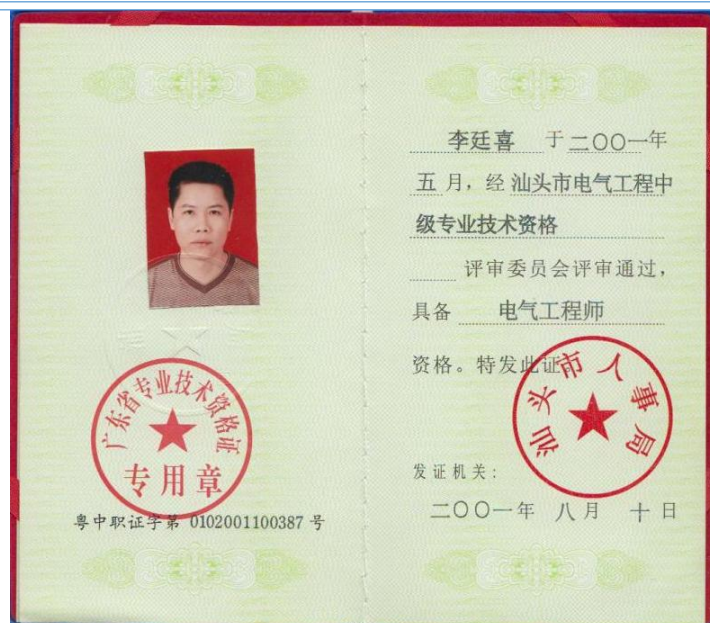 广东省专业技术资格证
专用章
粤中职证字第 0102001100387 号
李廷喜 于二〇〇一年
五月，经汕头市电气工程中
级专业技术资格
评审委员会评审通过，
具备 电气工程师
资格。特发此证。
汕头市人事局
发证机关：
二〇〇一年 八月 十日